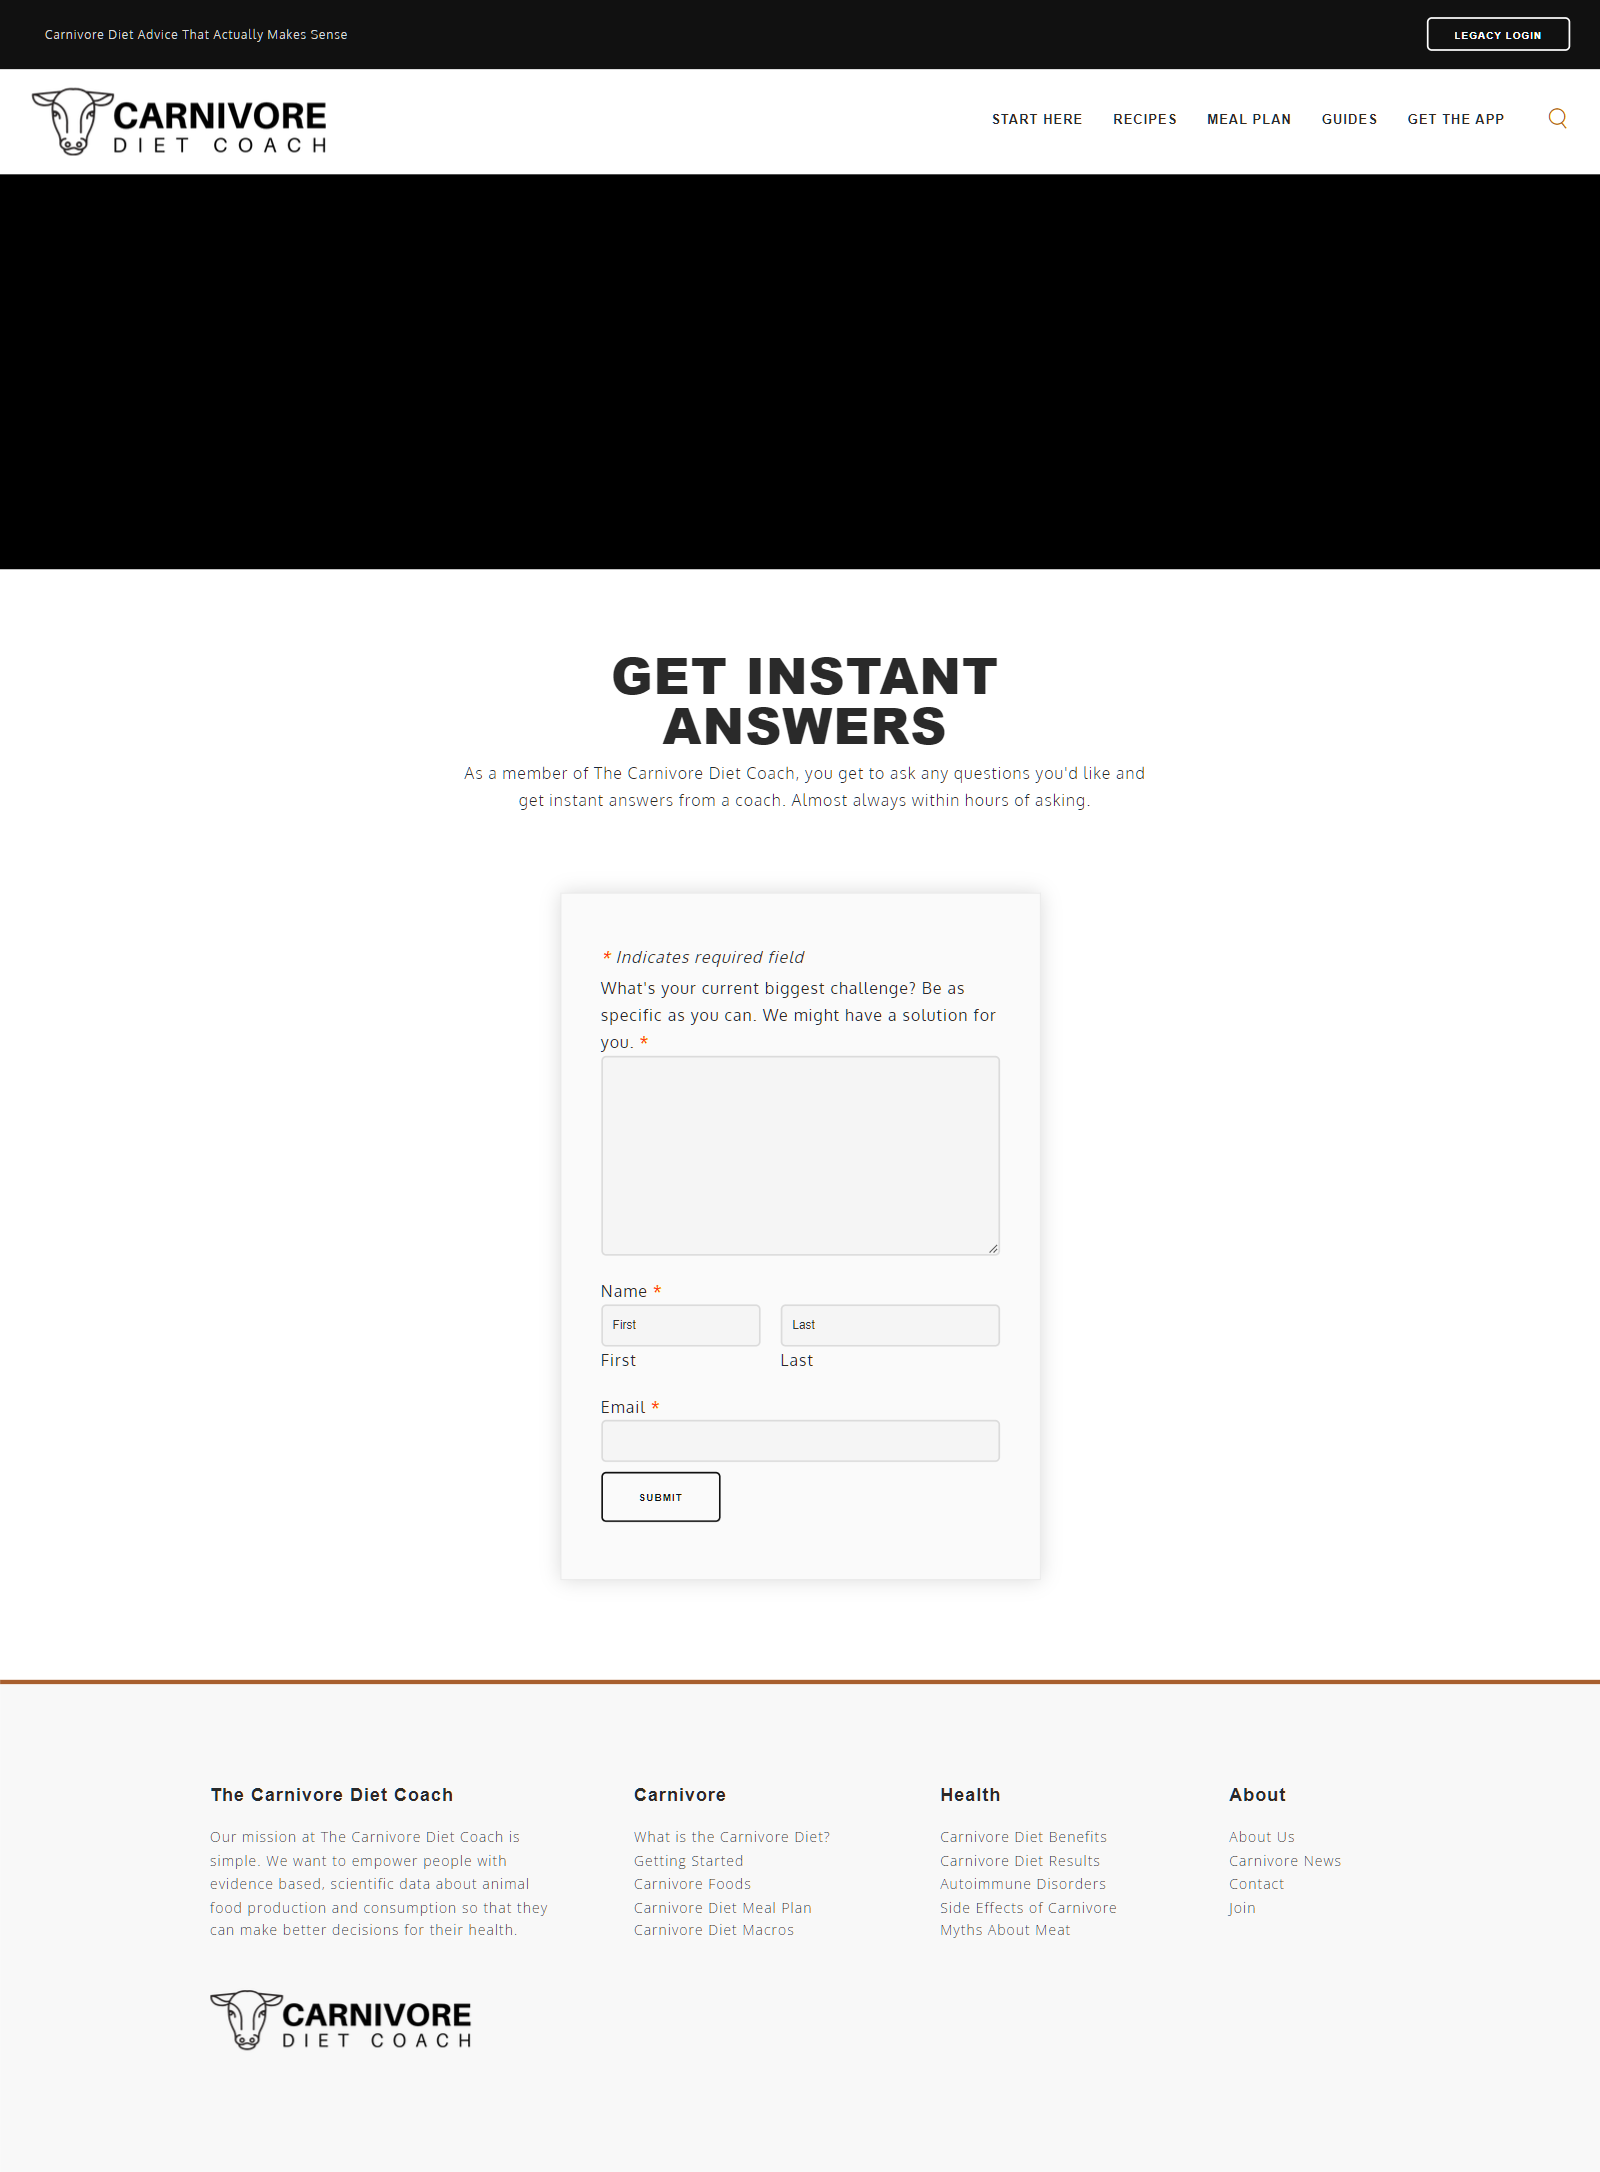 Carnivore Diet Advice That Actually Makes Sense
LEGACY LOGIN
CARNIVORE
DIET COACH
START HERE
RECIPES
MEAL PLAN
GUIDES
GET THE APP
GET INSTANT
ANSWERS
As a member of The Carnivore Diet Coach, you get to ask any questions you'd like and
get instant answers from a coach. Almost always within hours of asking.
* Indicates required field
What's your current biggest challenge? Be as
specific as you can. We might have a solution for
you. *
Name *
First
Last
First
Last
Email *
SUBMIT
The Carnivore Diet Coach
Our mission at The Carnivore Diet Coach is
simple. We want to empower people with
evidence based, scientific data about animal
food production and consumption so that they
can make better decisions for their health.
CARNIVORE
DIET COACH
Carnivore
What is the Carnivore Diet?
Getting Started
Carnivore Foods
Carnivore Diet Meal Plan
Carnivore Diet Macros
Health
Carnivore Diet Benefits
Carnivore Diet Results
Autoimmune Disorders
Side Effects of Carnivore
Myths About Meat
About
About Us
Carnivore News
Contact
Join